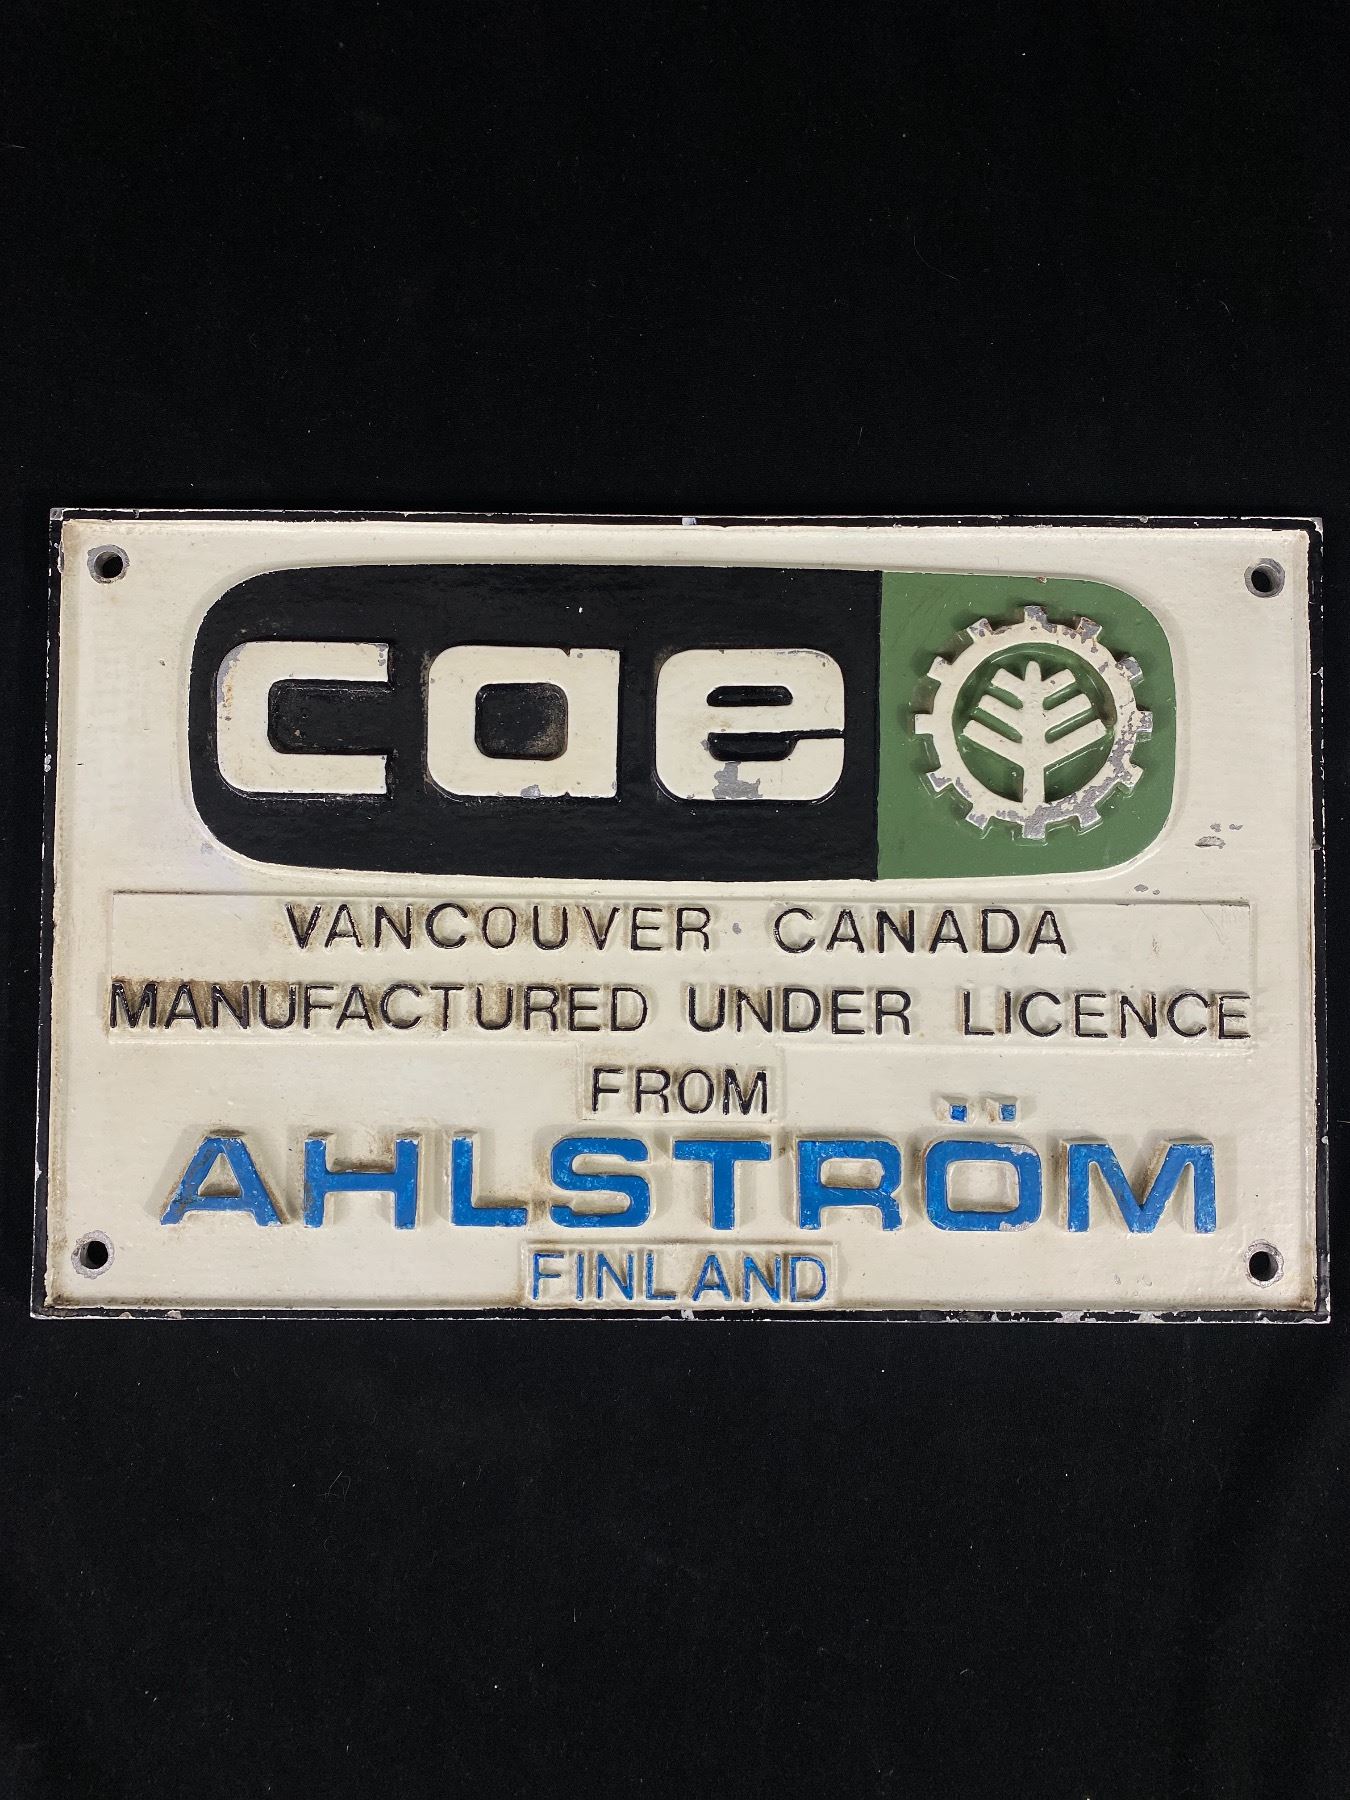 cae
VANCOUVER CANADA
MANUFACTURED UNDER LICENCE
FROM
AHLSTRÖM
FINLAND